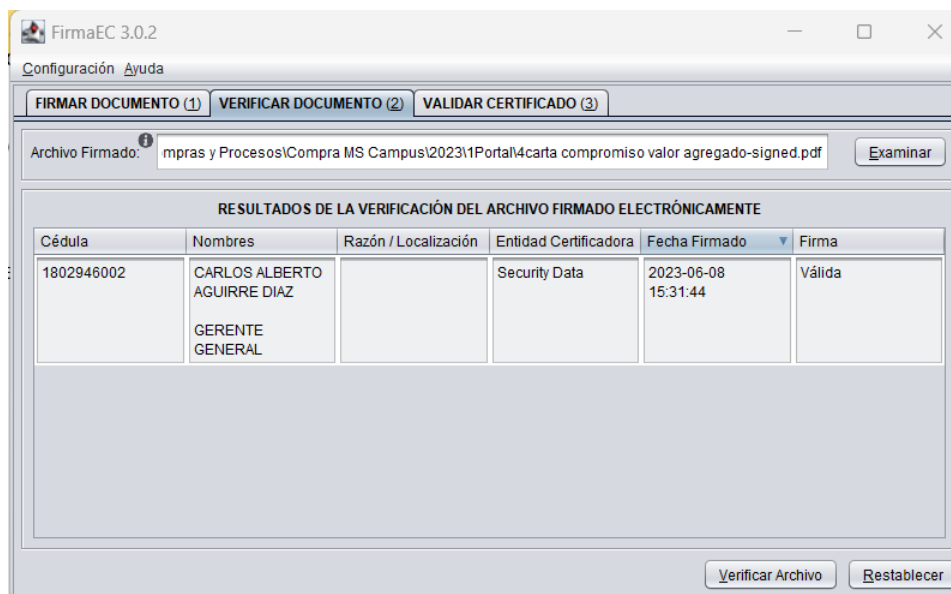 FirmaEC 3.0.2
Configuración Ayuda
FIRMAR DOCUMENTO (1) VERIFICAR DOCUMENTO (2) VALIDAR CERTIFICADO (3)
Archivo Firmado: mpras y Procesos\Compra MS Campus\2023\1Portal\4carta compromiso valor agregado-signed.pdf Examinar
RESULTADOS DE LA VERIFICACIÓN DEL ARCHIVO FIRMADO ELECTRÓNICAMENTE
Cédula Nombres Razón / Localización Entidad Certificadora Fecha Firmado Firma
1802946002 CARLOS ALBERTO Security Data 2023-06-08 Válida
AGUIRRE DIAZ 15:31:44
GERENTE
GENERAL
Verificar Archivo Restablecer